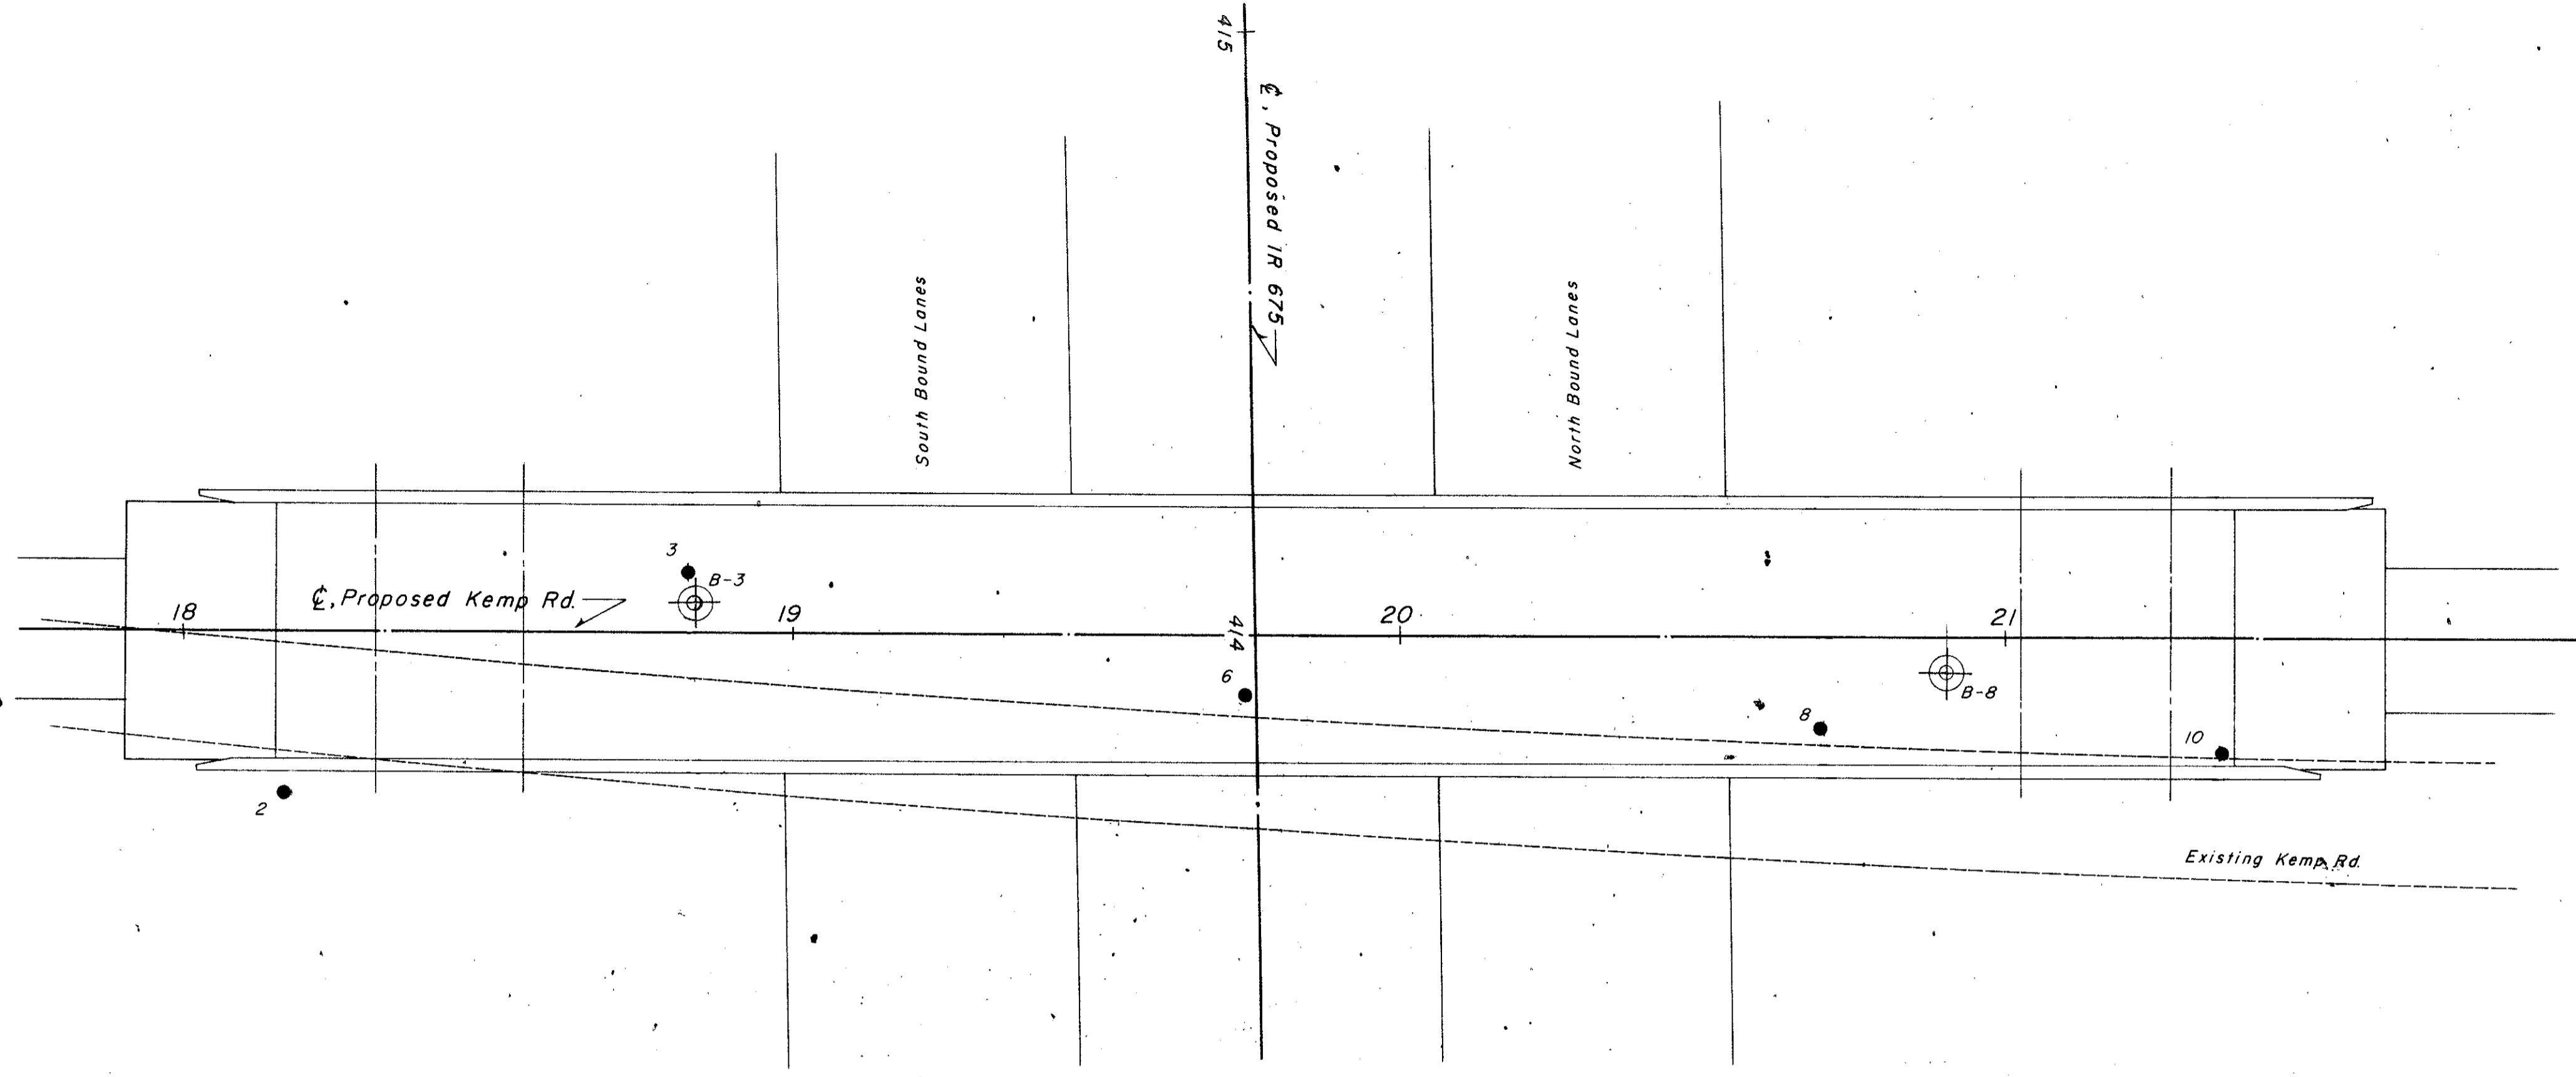 415
℄, Proposed IR 675
South Bound Lanes
North Bound Lanes
3
B-3
℄, Proposed Kemp Rd.
18
19
20
21
414
6
B-8
8
10
2
Existing Kemp Rd.